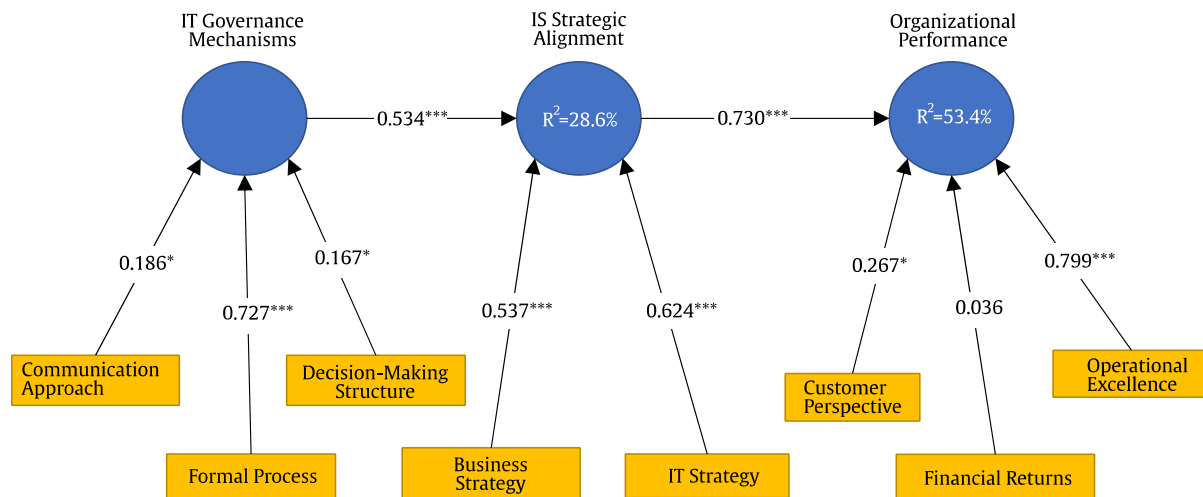 IT Governance
Mechanisms
IS Strategic
Alignment
Organizational
Performance
0.534***
R²=28.6%
0.730***
R²=53.4%
0.186*
0.727***
0.167*
0.537***
0.624***
0.267*
0.036
0.799***
Communication
Approach
Decision-Making
Structure
Customer
Perspective
Operational
Excellence
Formal Process
Business
Strategy
IT Strategy
Financial Returns